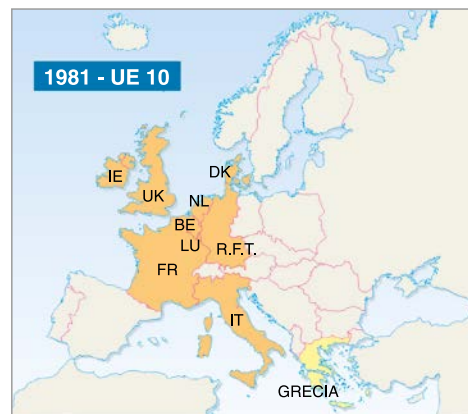 1981 - UE 10
IE
UK
DK
NL
BE
LU
R.F.T.
FR
IT
GRECIA